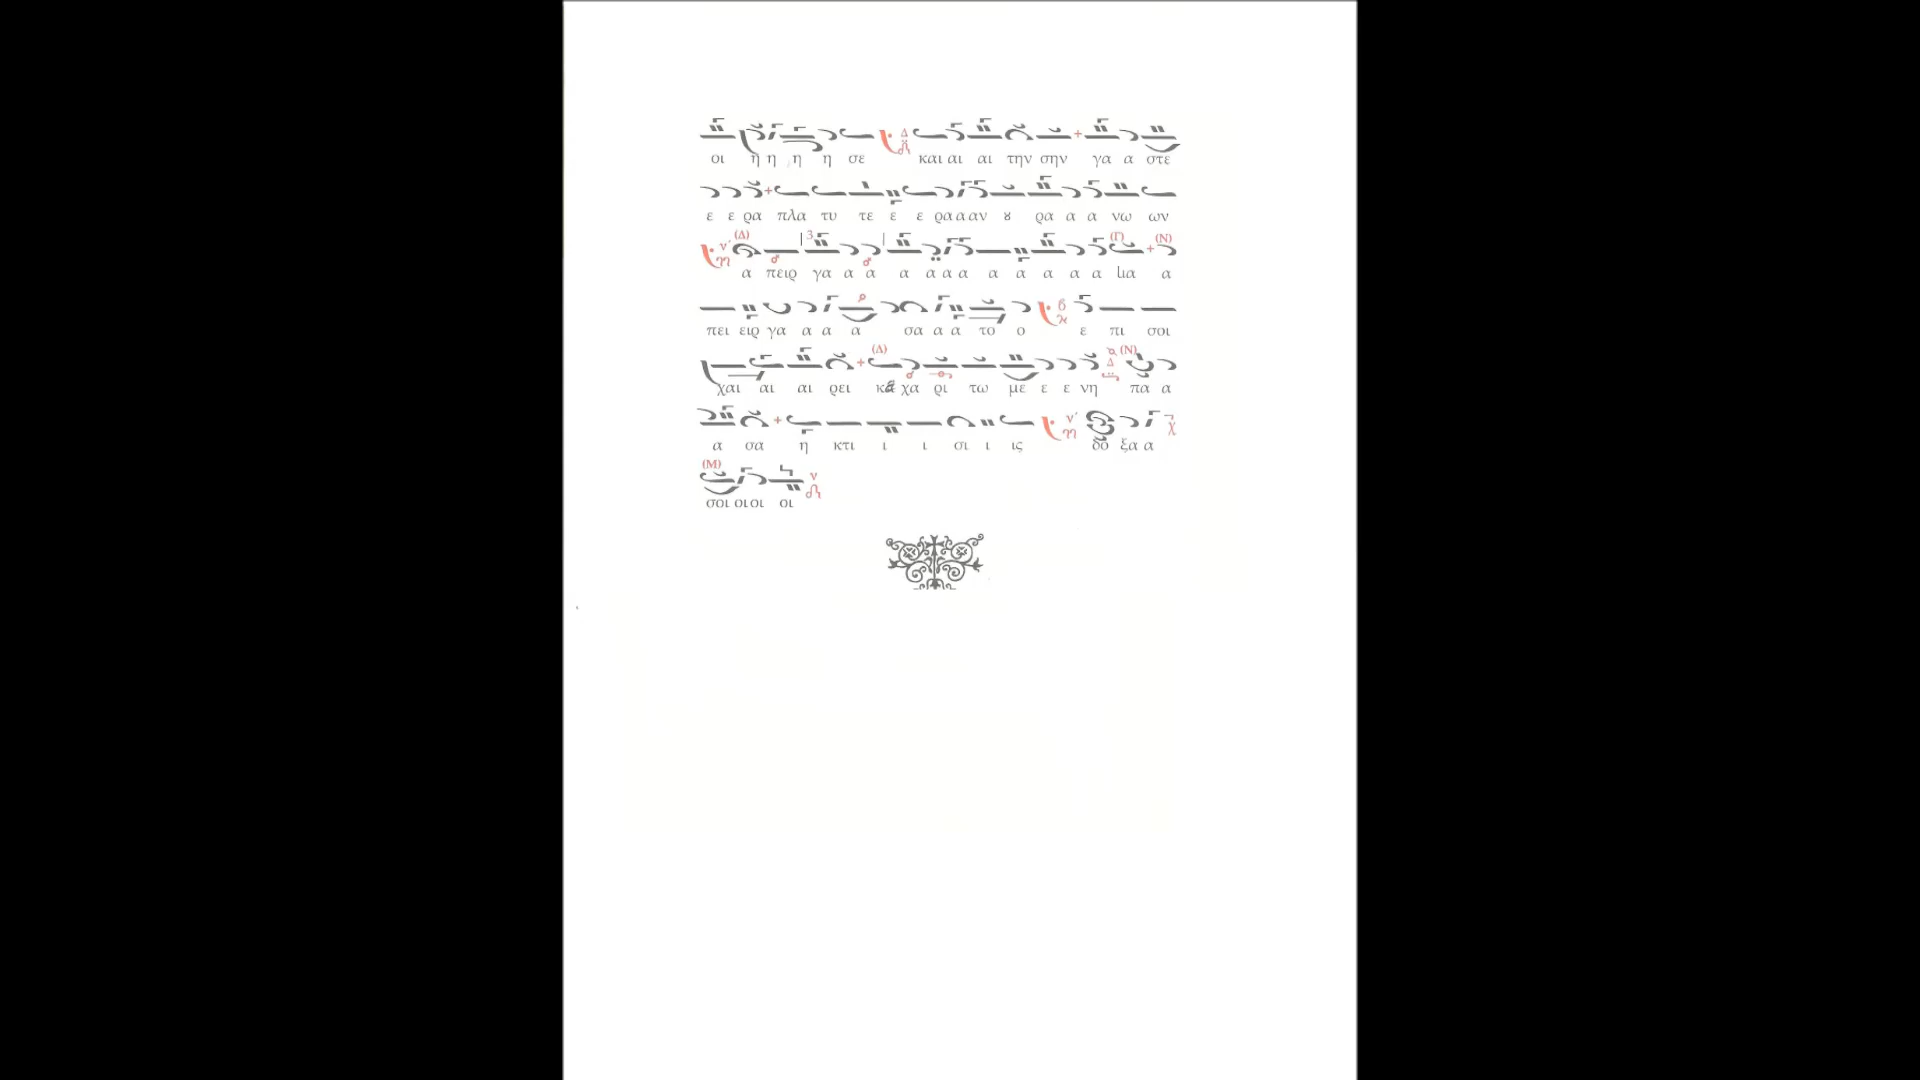 οι η η η η σε και αι αι την σην γα α στε
ε ε ρα πλα τυ τε ε ε ρα α αν ȣ ρα α α νω ων
α πειρ γα α α α α α α α α α α α μα α
πει ειρ γα α α α σα α α το ο ε πι σοι
χαι αι αι ρει κε χα ρι τω με ε ε νη πα α
α σα η κτι ι ι σι ι ις δο ξα α
σοι οι οι οι